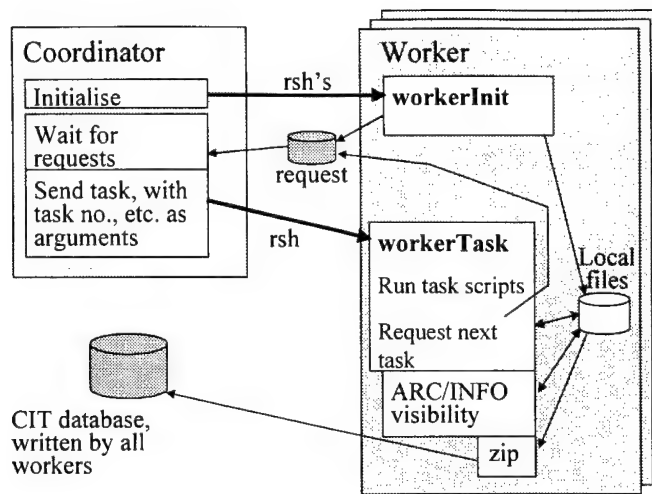 Coordinator
Initialise
Wait for
requests
Send task, with
task no., etc. as
arguments
rsh's
request
rsh
Worker
workerInit
workerTask
Run task scripts
Request next
task
ARC/INFO
visibility
zip
Local
files
CIT database,
written by all
workers